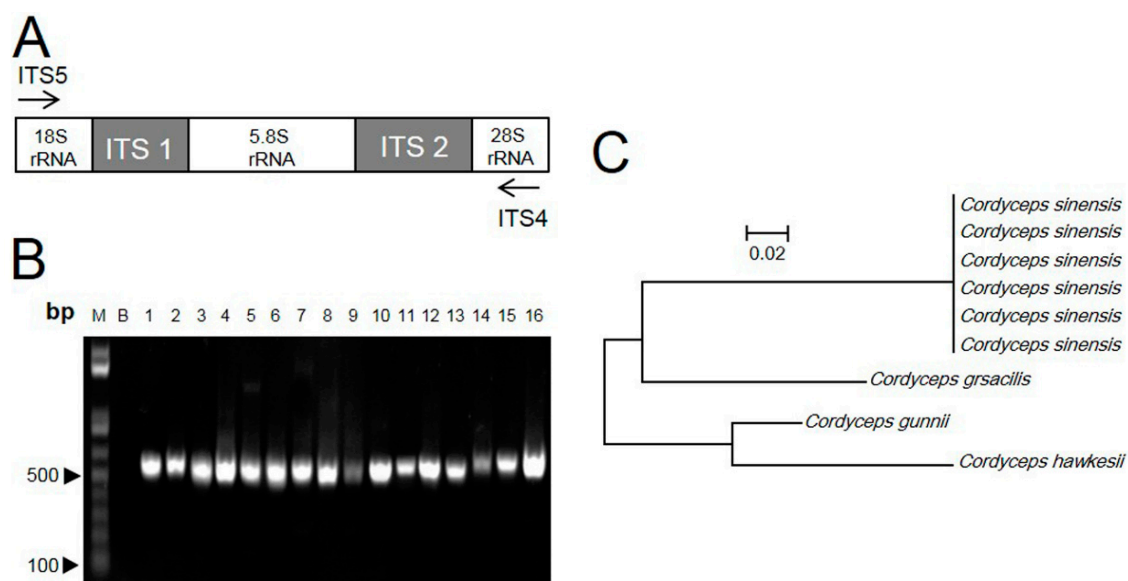 A
ITS5
18S
rRNA
ITS 1
5.8S
rRNA
ITS 2
28S
rRNA
ITS4
B
bp M B 1 2 3 4 5 6 7 8 9 10 11 12 13 14 15 16
500
100
C
0.02
Cordyceps sinensis
Cordyceps sinensis
Cordyceps sinensis
Cordyceps sinensis
Cordyceps sinensis
Cordyceps sinensis
Cordyceps grsacilis
Cordyceps gunnii
Cordyceps hawkesii